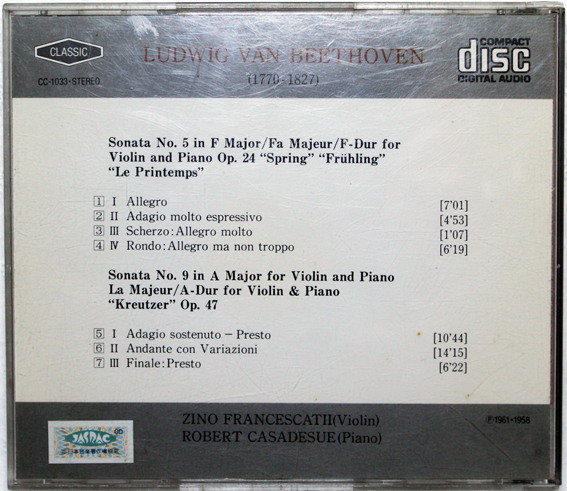 CLASSIC
CC-1033・STEREO
LUDWIG VAN BEETHOVEN
(1770-1827)
COMPACT
disc
DIGITAL AUDIO
Sonata No. 5 in F Major/Fa Majeur/F-Dur for
Violin and Piano Op. 24 “Spring” “Frühling”
“Le Printemps”
1 I Allegro [7'01]
2 II Adagio molto espressivo [4'53]
3 III Scherzo: Allegro molto [1'07]
4 IV Rondo: Allegro ma non troppo [6'19]
Sonata No. 9 in A Major for Violin and Piano
La Majeur/A-Dur for Violin & Piano
“Kreutzer” Op. 47
5 I Adagio sostenuto – Presto [10'44]
6 II Andante con Variazioni [14'15]
7 III Finale: Presto [6'22]
ZINO FRANCESCATII(Violin)
ROBERT CASADESUE(Piano)
Ⓟ1961・1958
JASRAC